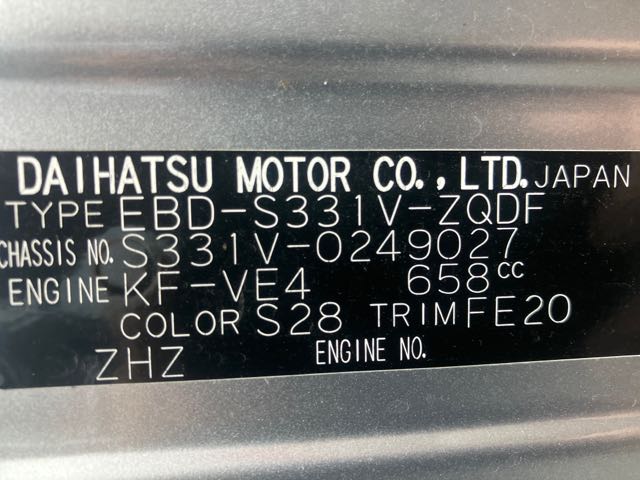 DAIHATSU MOTOR CO., LTD. JAPAN
TYPE EBD-S331V-ZQDF
CHASSIS NO. S331V-0249027
ENGINE KF-VE4 658cc
COLOR S28 TRIM FE20
ZHZ ENGINE NO.